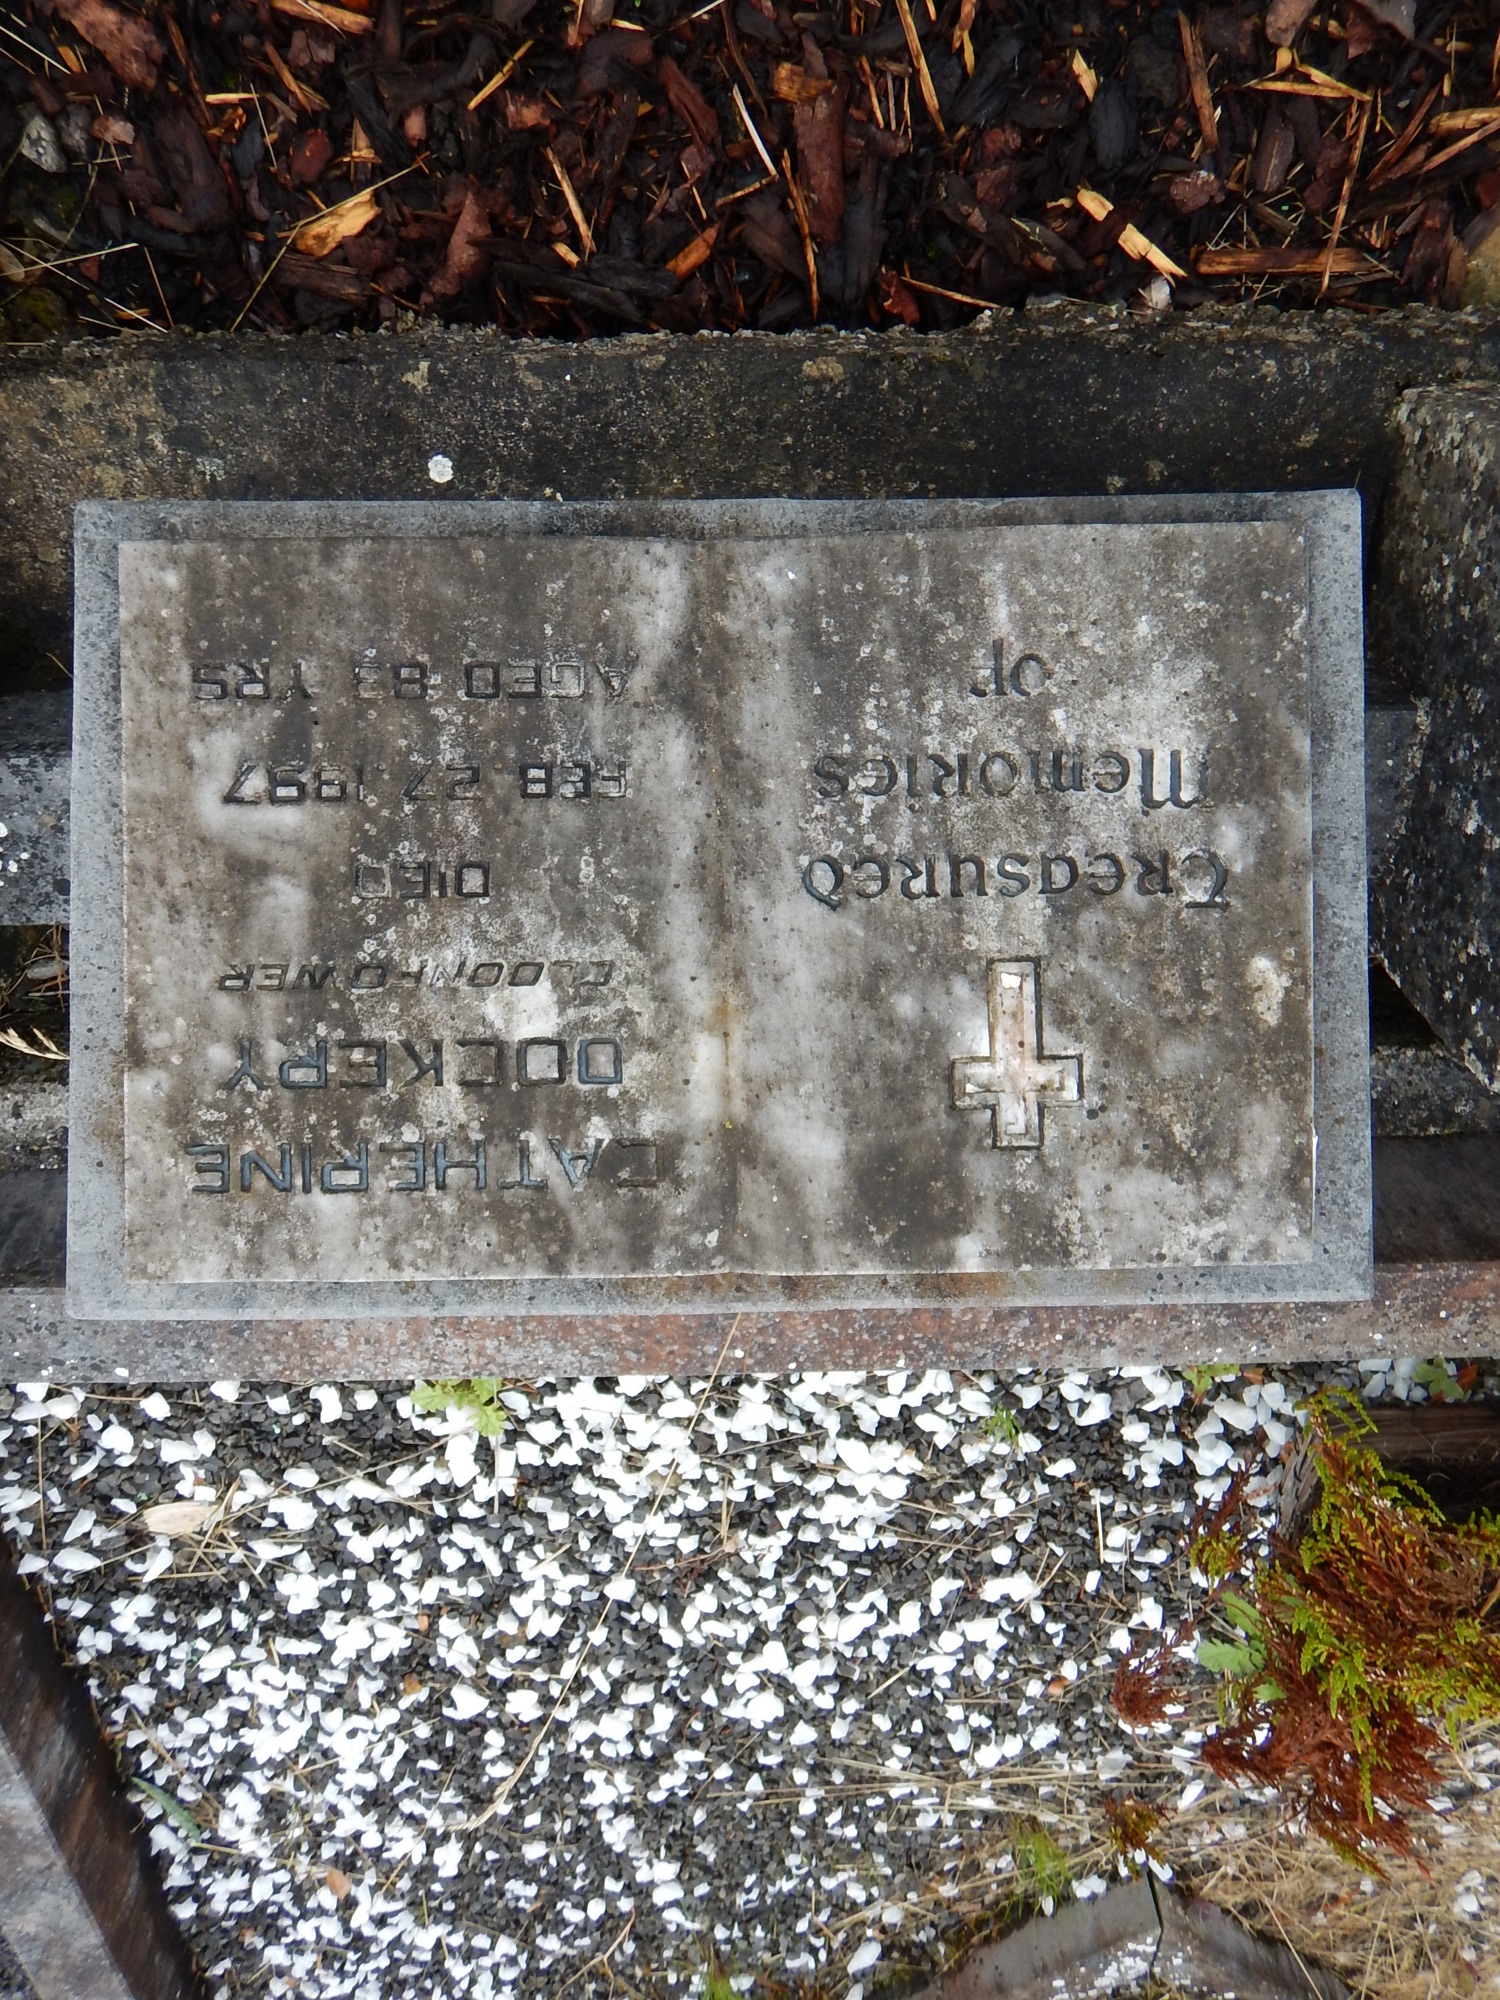 Treasured
Memories
of
CATHERINE
DOCKERY
CLOONFOWER
DIED
FEB 27. 1997
AGED 83 YRS